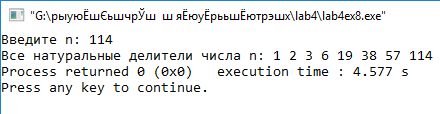 "G:\рыуюЁшЄьшчрЎш  ш яЁюуЁрььшЁютрэшх\lab4\lab4ex8.exe"
Введите n: 114
Все натуральные делители числа n: 1 2 3 6 19 38 57 114
Process returned 0 (0x0)   execution time : 4.577 s
Press any key to continue.